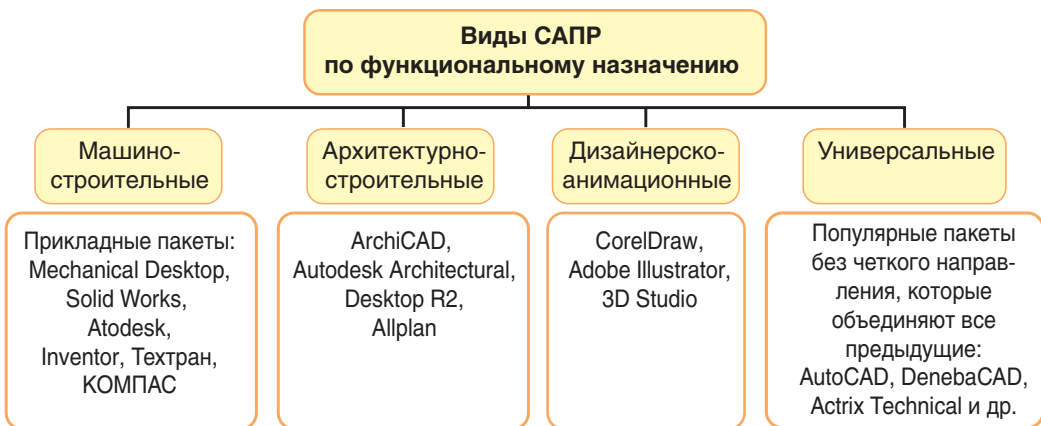 Виды САПР
по функциональному назначению
Машино-
строительные
Архитектурно-
строительные
Дизайнерско-
анимационные
Универсальные
Прикладные пакеты:
Mechanical Desktop,
Solid Works,
Atodesk,
Inventor, Техтран,
КОМПАС
ArchiCAD,
Autodesk Architectural,
Desktop R2,
Allplan
CorelDraw,
Adobe Illustrator,
3D Studio
Популярные пакеты
без четкого направ-
ления, которые
объединяют все
предыдущие:
AutoCAD, DenebaCAD,
Actrix Technical и др.